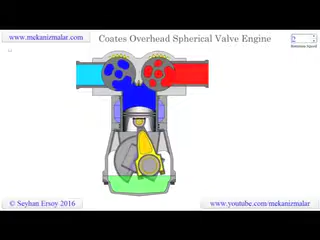 www.mekanizmalar.com
Coates Overhead Spherical Valve Engine
Rotation Speed
© Seyhan Ersoy 2016
www.youtube.com/mekanizmalar